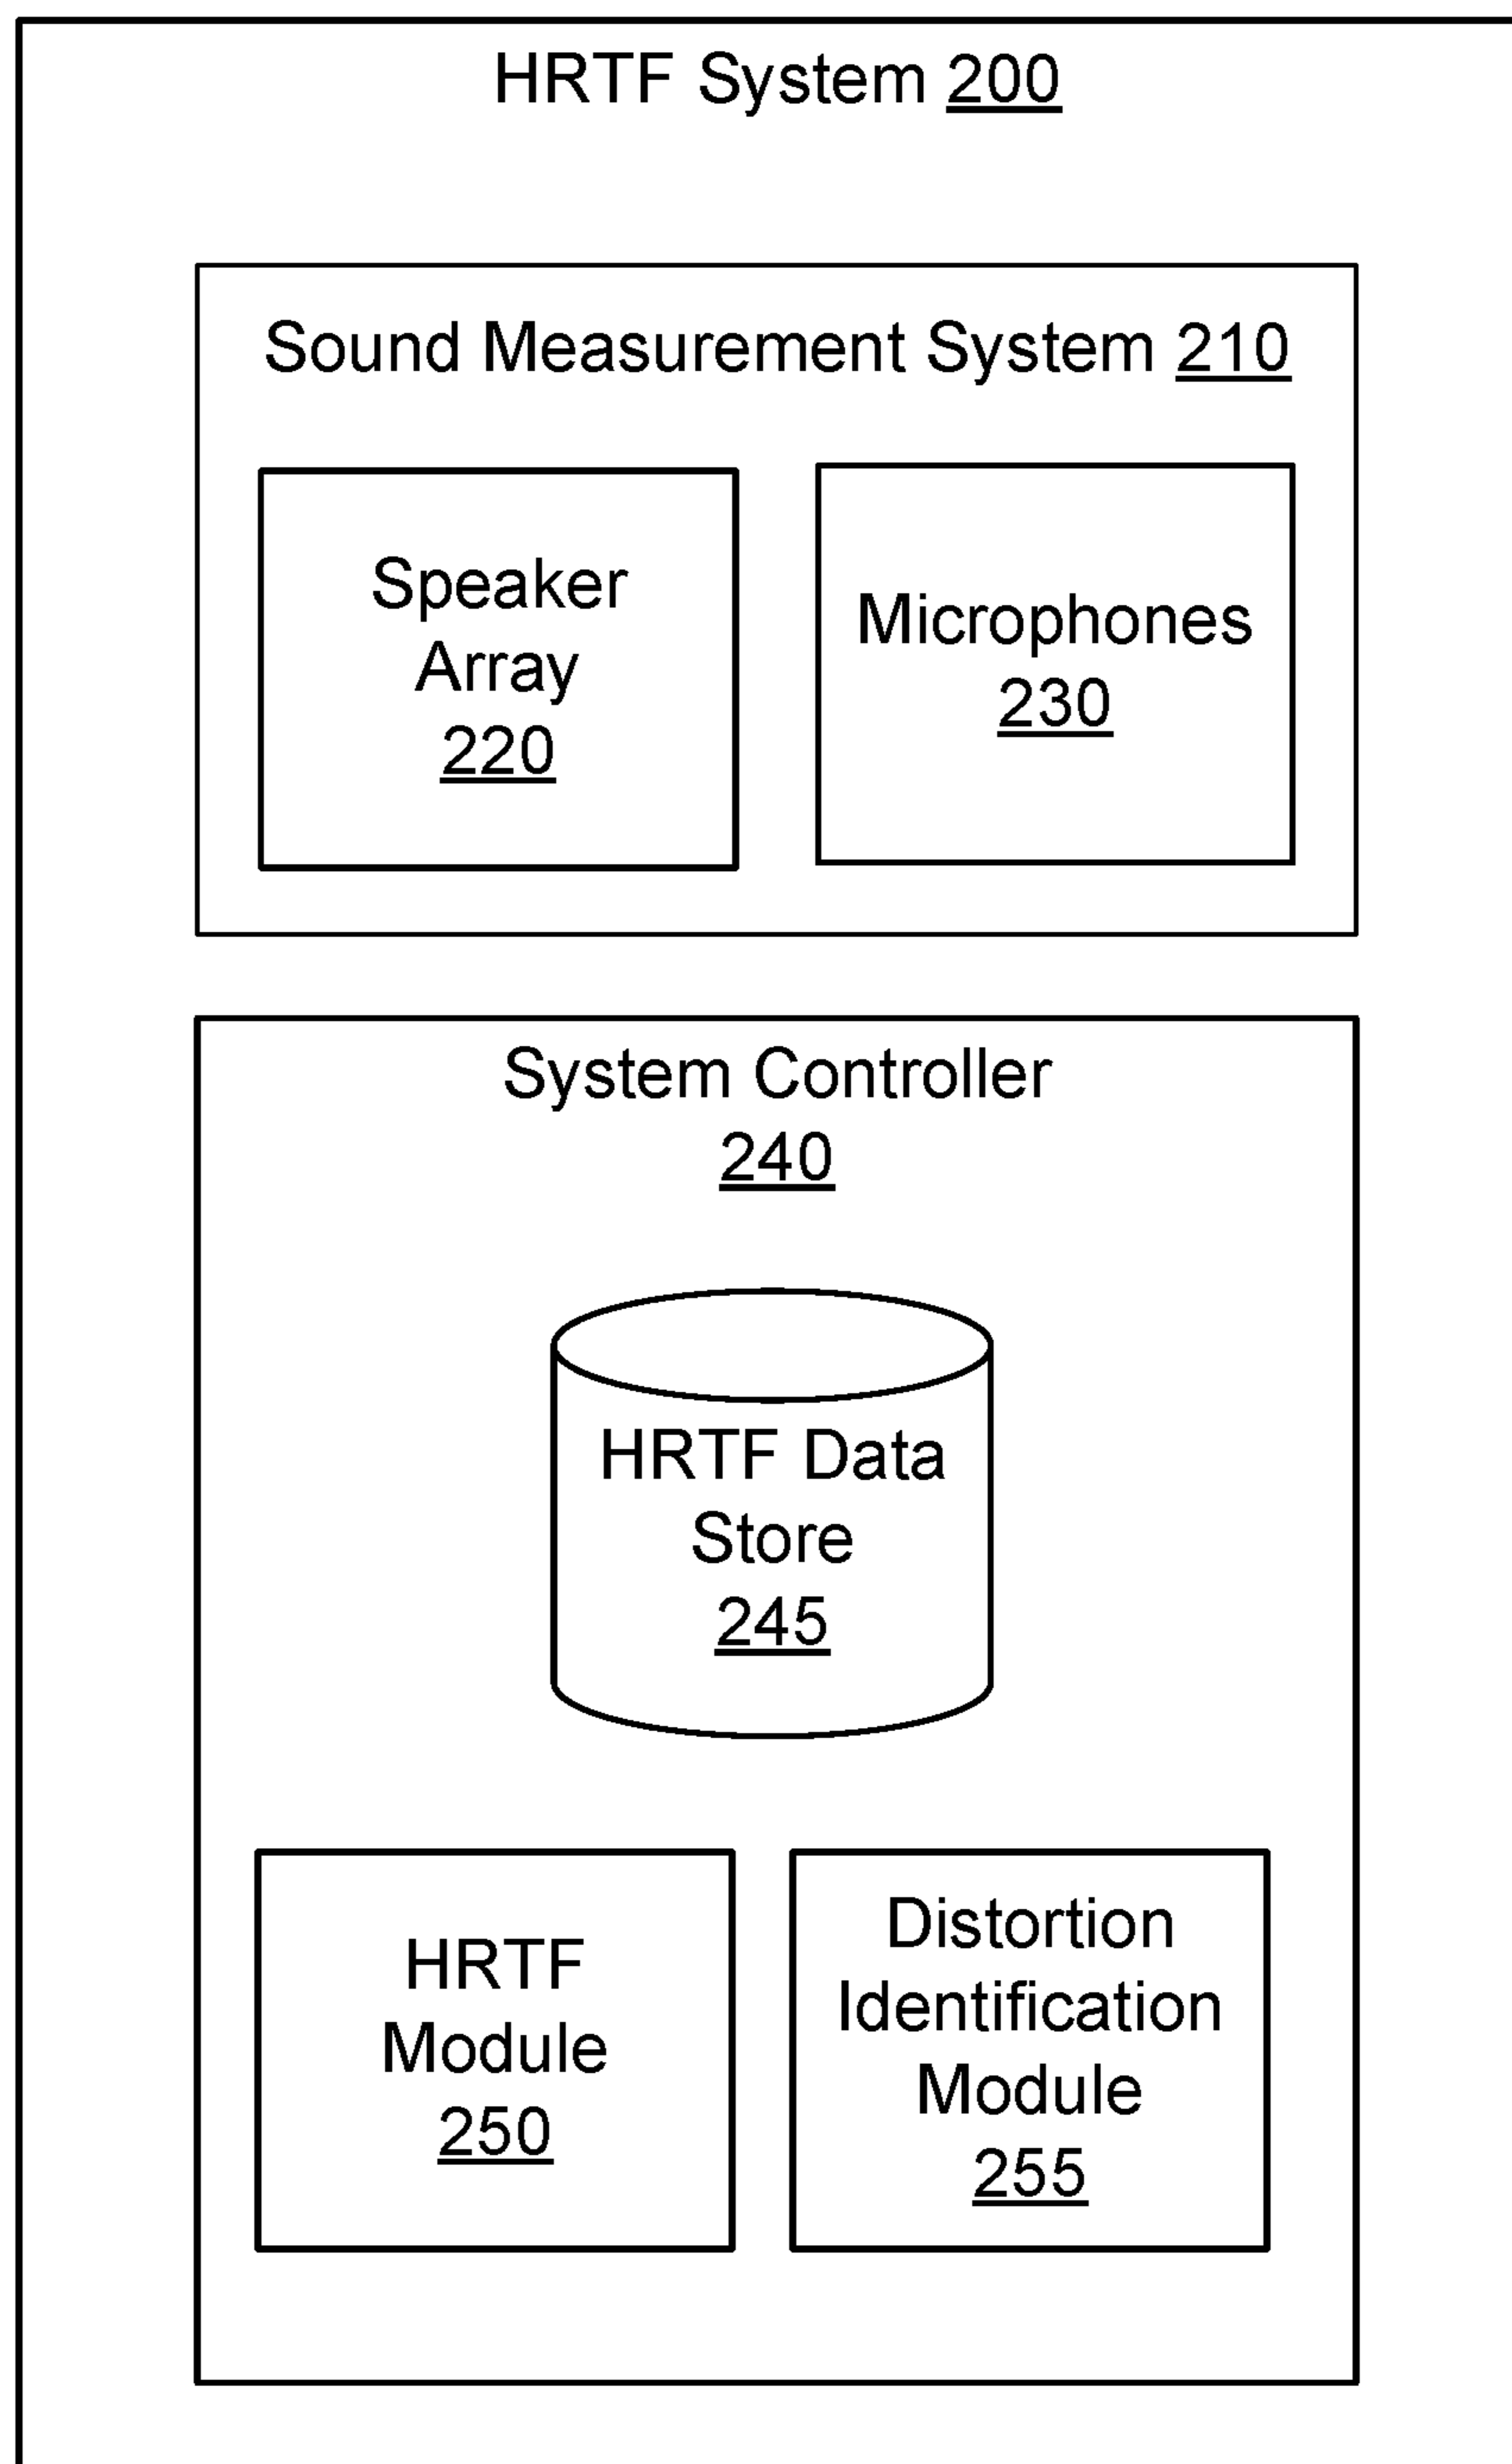 HRTF System 200
Sound Measurement System 210
Speaker
Array
220
Microphones
230
System Controller
240
HRTF Data
Store
245
HRTF
Module
250
Distortion
Identification
Module
255